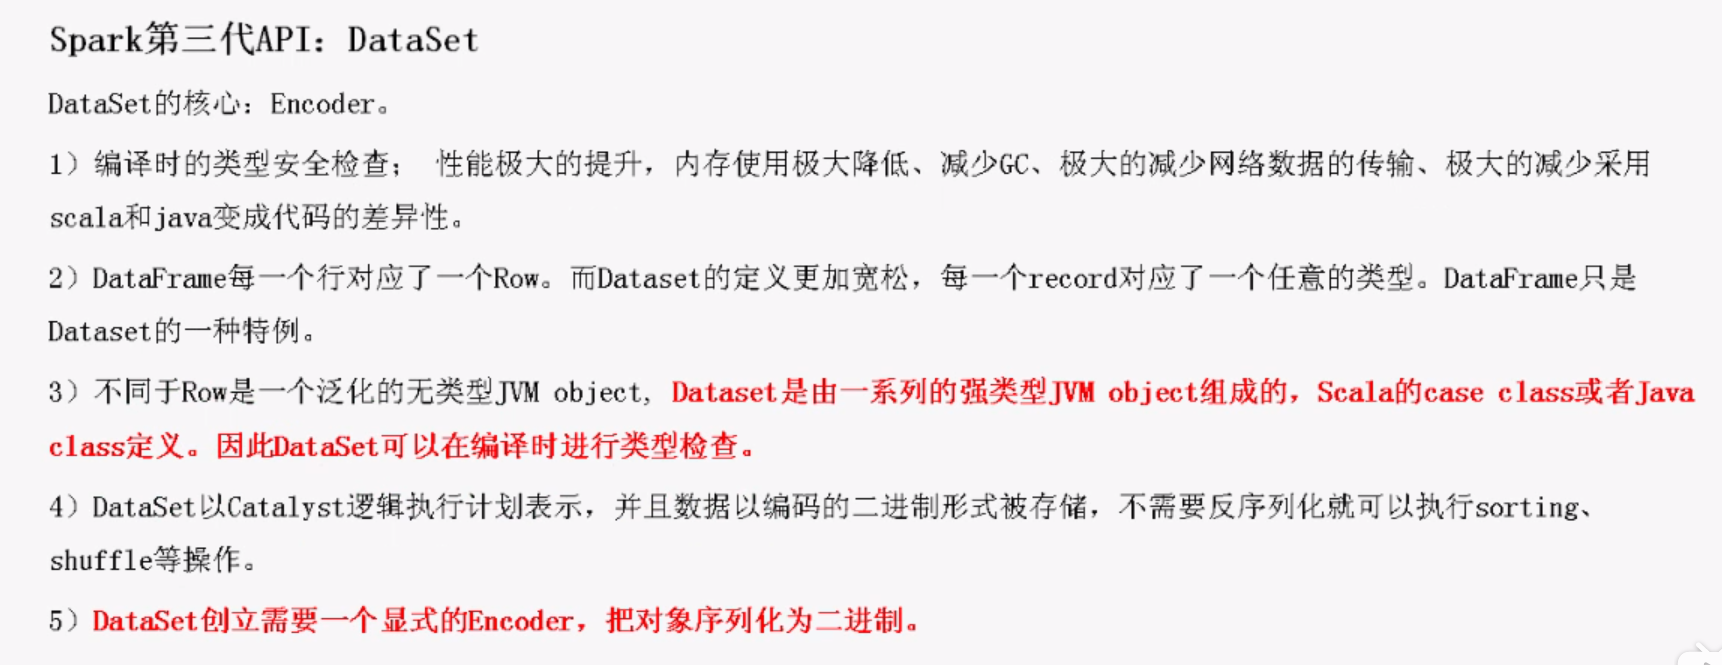 Spark第三代API：DataSet
DataSet的核心：Encoder。
1）编译时的类型安全检查； 性能极大的提升，内存使用极大降低、减少GC、极大的减少网络数据的传输、极大的减少采用
scala和java变成代码的差异性。
2）DataFrame每一个行对应了一个Row。而Dataset的定义更加宽松，每一个record对应了一个任意的类型。DataFrame只是
Dataset的一种特例。
3）不同于Row是一个泛化的无类型JVM object, Dataset是由一系列的强类型JVM object组成的，Scala的case class或者Java
class定义。因此DataSet可以在编译时进行类型检查。
4）DataSet以Catalyst逻辑执行计划表示，并且数据以编码的二进制形式被存储，不需要反序列化就可以执行sorting、
shuffle等操作。
5）DataSet创立需要一个显式的Encoder，把对象序列化为二进制。